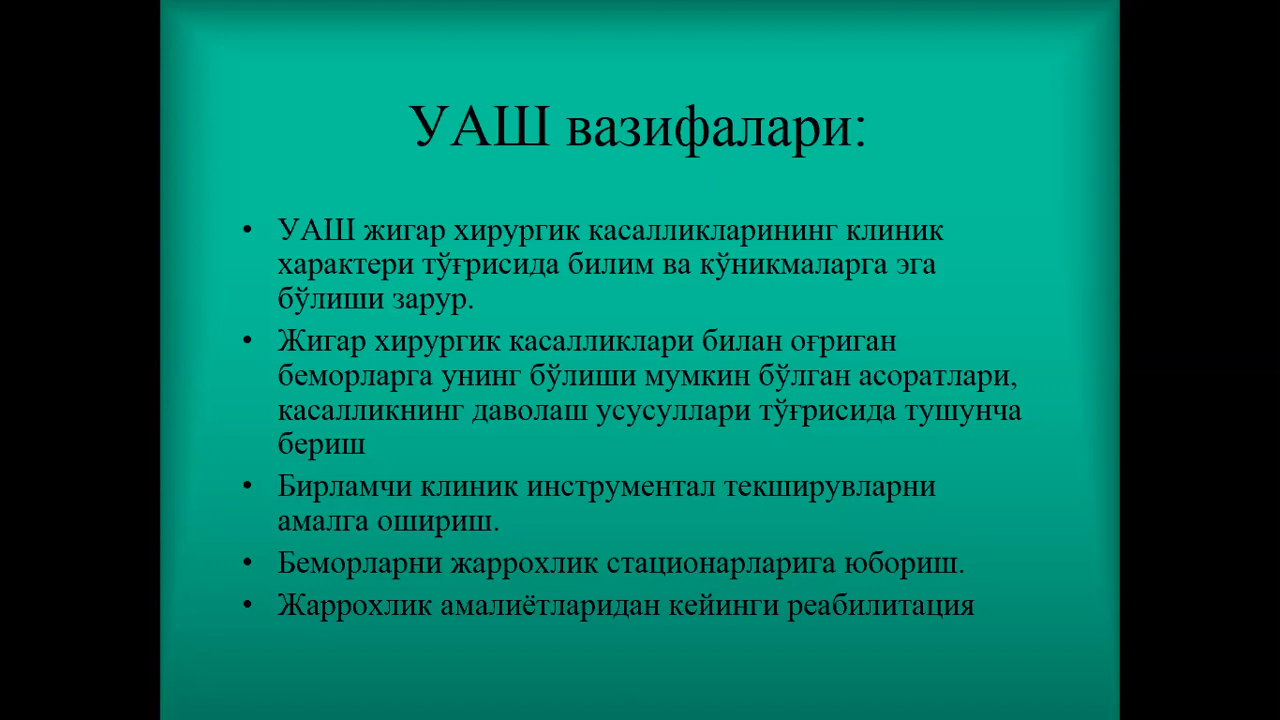 УАШ вазифалари:
• УАШ жигар хирургик касалликларининг клиник
характери тўғрисида билим ва кўникмаларга эга
бўлиши зарур.
• Жигар хирургик касалликлари билан оғриган
беморларга унинг бўлиши мумкин бўлган асоратлари,
касалликнинг даволаш усусуллари тўғрисида тушунча
бериш
• Бирламчи клиник инструментал текширувларни
амалга ошириш.
• Беморларни жаррохлик стационарларига юбориш.
• Жаррохлик амалиётларидан кейинги реабилитация